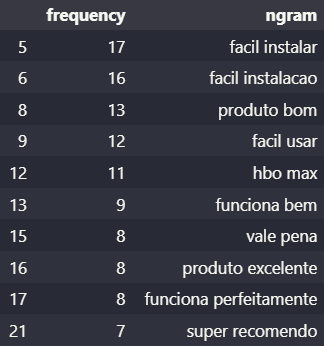 frequency ngram
5 17 facil instalar
6 16 facil instalacao
8 13 produto bom
9 12 facil usar
12 11 hbo max
13 9 funciona bem
15 8 vale pena
16 8 produto excelente
17 8 funciona perfeitamente
21 7 super recomendo